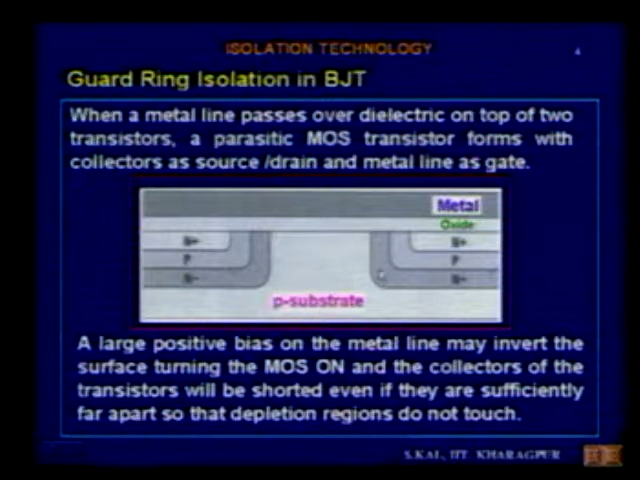 ISOLATION TECHNOLOGY
4
Guard Ring Isolation in BJT
When a metal line passes over dielectric on top of two
transistors, a parasitic MOS transistor forms with
collectors as source /drain and metal line as gate.
Metal
Oxide
N+ N+
P P
N- N-
p-substrate
A large positive bias on the metal line may invert the
surface turning the MOS ON and the collectors of the
transistors will be shorted even if they are sufficiently
far apart so that depletion regions do not touch.
S.KAL, IIT KHARAGPUR